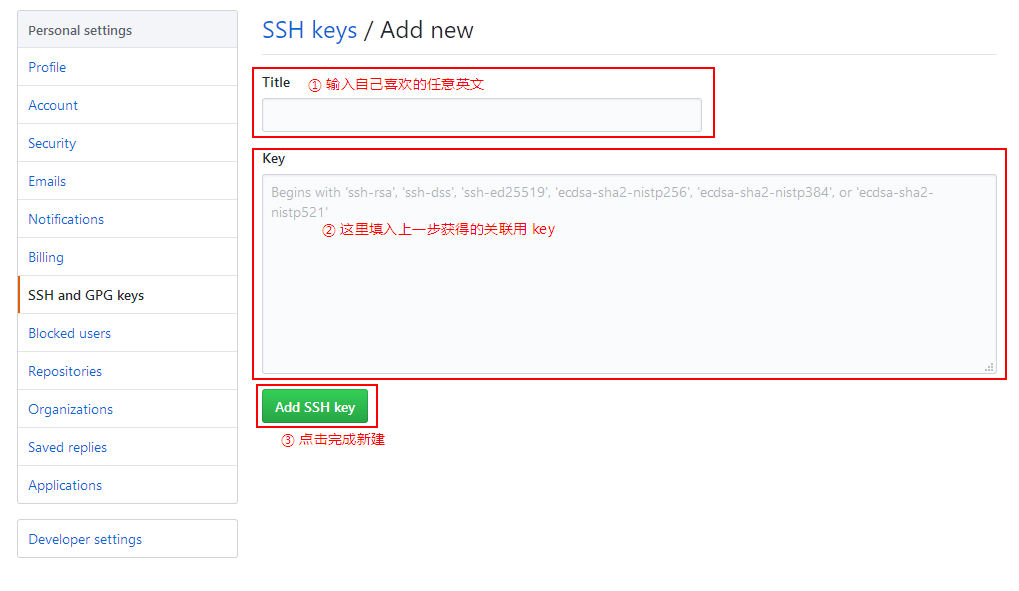 Personal settings
Profile
Account
Security
Emails
Notifications
Billing
SSH and GPG keys
Blocked users
Repositories
Organizations
Saved replies
Applications
Developer settings
SSH keys / Add new
Title ① 输入自己喜欢的任意英文
Key
Begins with 'ssh-rsa', 'ssh-dss', 'ssh-ed25519', 'ecdsa-sha2-nistp256', 'ecdsa-sha2-nistp384', or 'ecdsa-sha2-
nistp521'
② 这里填入上一步获得的关联用 key
Add SSH key
③ 点击完成新建